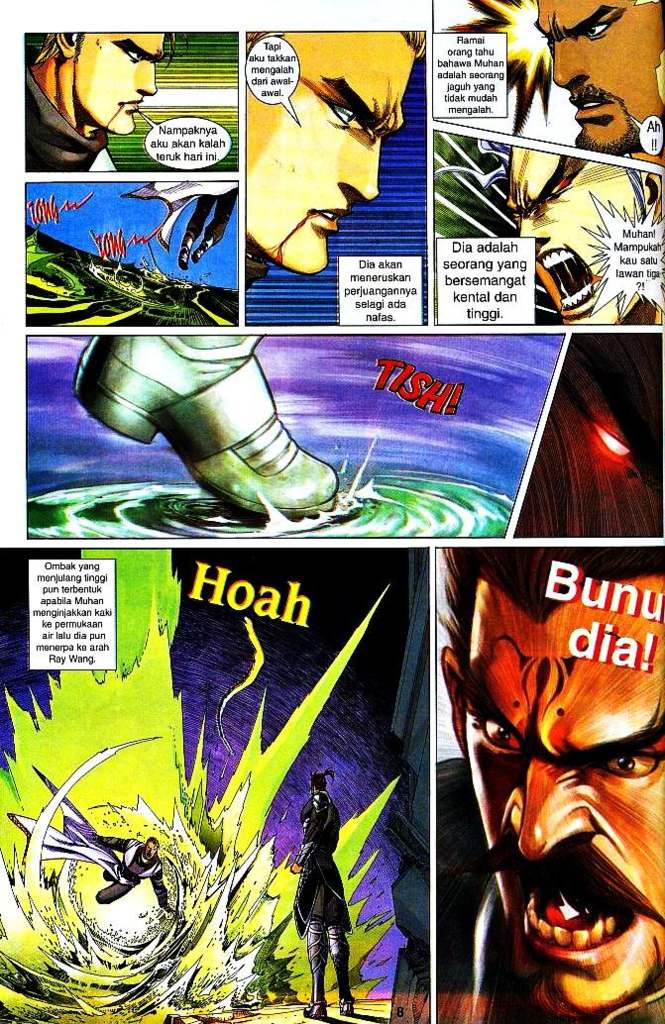 Nampaknya
aku akan kalah
teruk hari ini.
Tapi
aku takkan
mengalah
dari awal-
awal.
Dia akan
meneruskan
perjuangannya
selagi ada
nafas.
Ramai
orang tahu
bahawa Muhan
adalah seorang
jaguh yang
tidak mudah
mengalah.
Ah
!!
Dia adalah
seorang yang
bersemangat
kental dan
tinggi.
Muhan!
Mampukah
kau satu
lawan tiga
?!
TISH!
Ombak yang
menjulang tinggi
pun terbentuk
apabila Muhan
menginjakkan kaki
ke permukaan
air lalu dia pun
menerpa ke arah
Ray Wang.
Hoah
Bunu
dia!
8